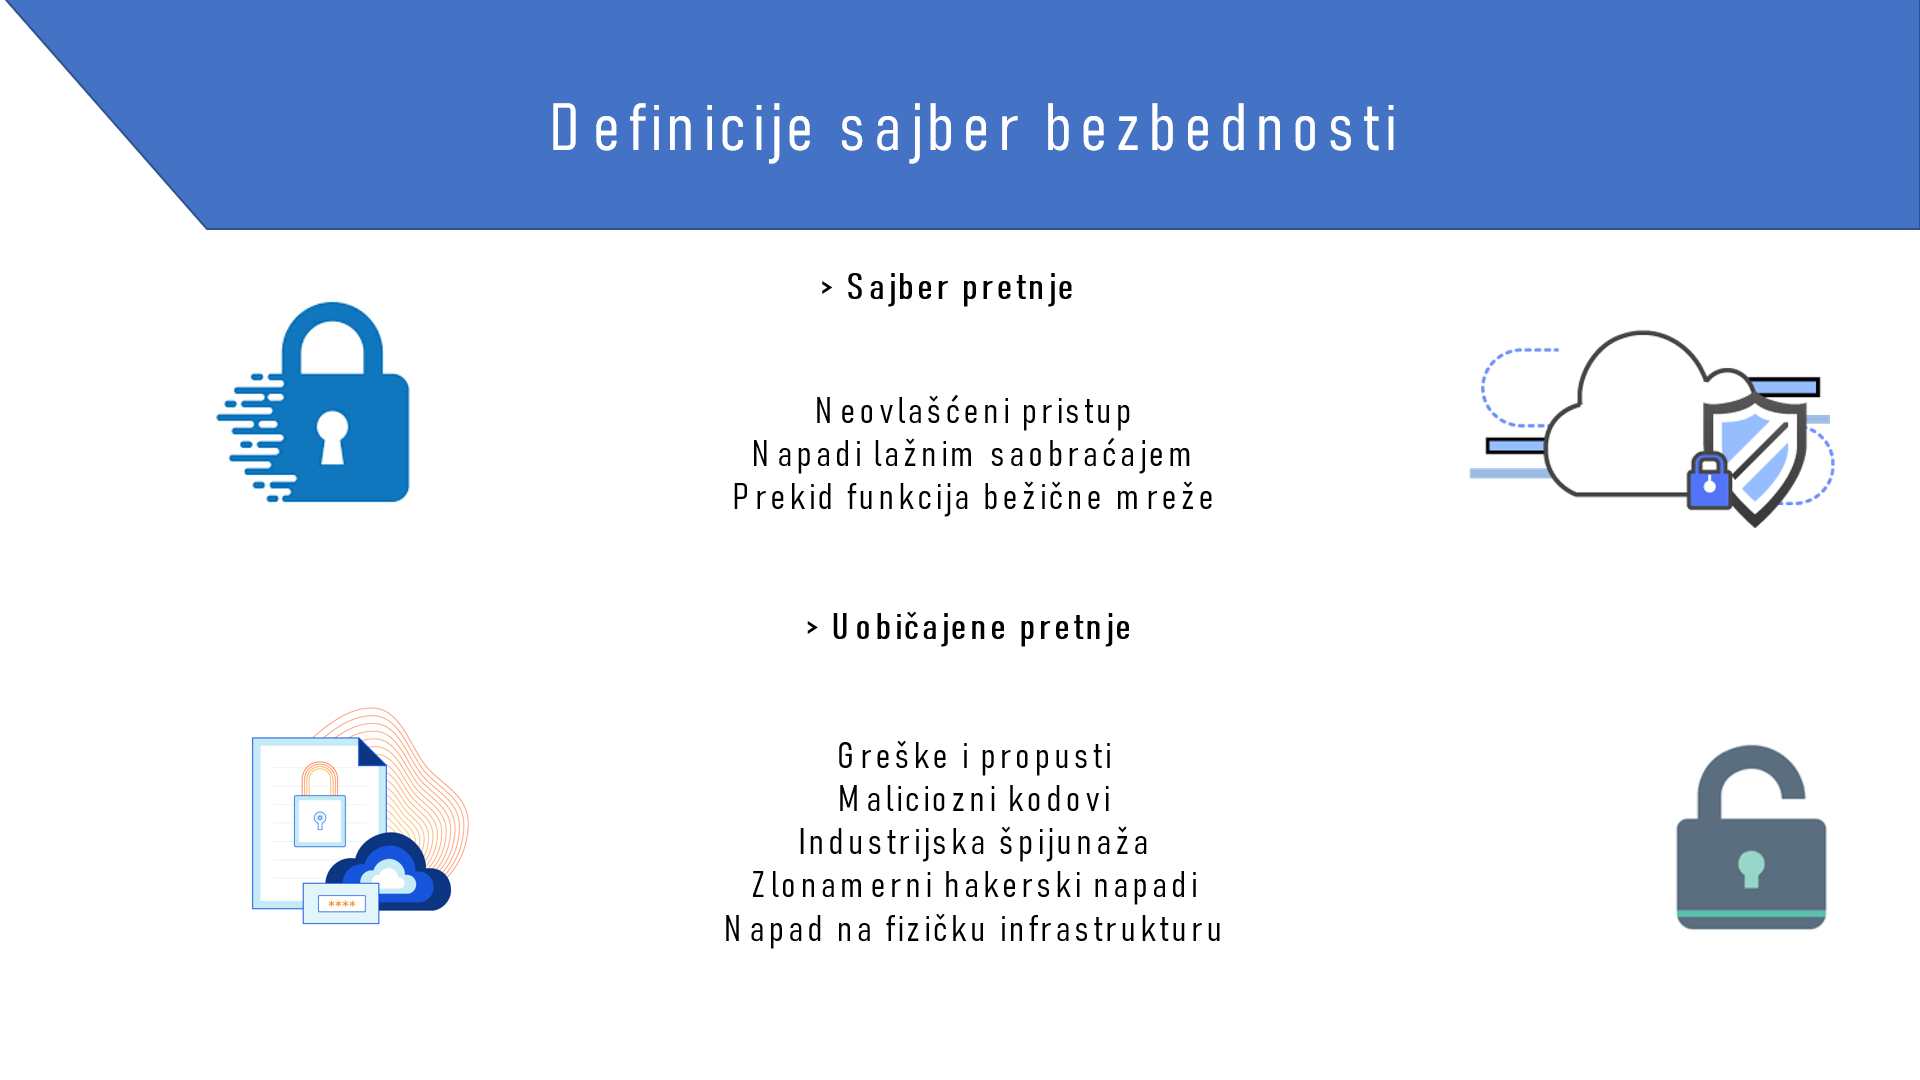 Definicije sajber bezbednosti
> Sajber pretnje
Neovlašćeni pristup
Napadi lažnim saobraćajem
Prekid funkcija bežične mreže
> Uobičajene pretnje
Greške i propusti
Maliciozni kodovi
Industrijska špijunaža
Zlonamerni hakerski napadi
Napad na fizičku infrastrukturu
****